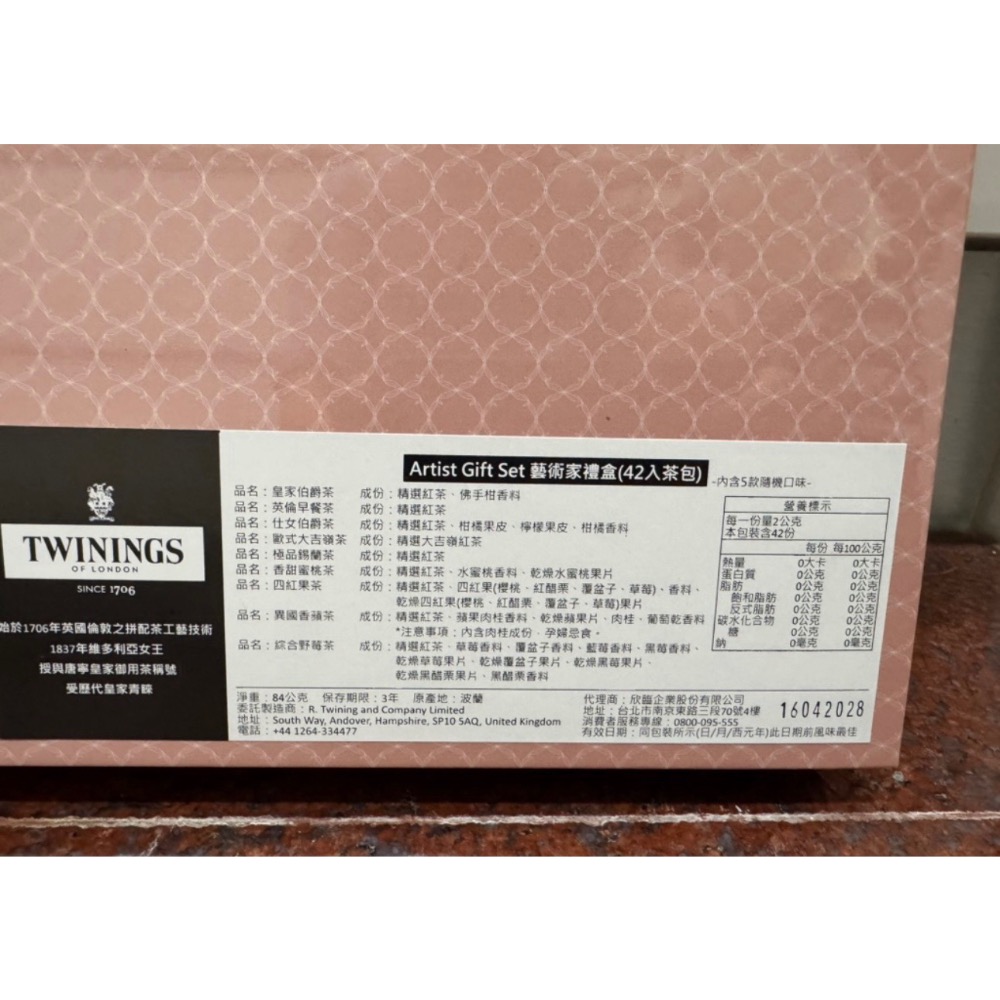 TWININGS
OF LONDON
SINCE 1706
始於1706年英國倫敦之拼配茶工藝技術
1837年維多利亞女王
授與唐寧皇家御用茶稱號
受歷代皇家青睞
Artist Gift Set 藝術家禮盒(42入茶包) -內含5款隨機口味-
品名：皇家伯爵茶 成份：精選紅茶、佛手柑香料
品名：英倫早餐茶 成份：精選紅茶
品名：仕女伯爵茶 成份：精選紅茶、柑橘果皮、檸檬果皮、柑橘香料
品名：歐式大吉嶺茶 成份：精選大吉嶺紅茶
品名：極品錫蘭茶 成份：精選紅茶
品名：香甜蜜桃茶 成份：精選紅茶、水蜜桃香料、乾燥水蜜桃果片
品名：四紅果茶 成份：精選紅茶、四紅果(櫻桃、紅醋栗、覆盆子、草莓)、香料、
乾燥四紅果(櫻桃、紅醋栗、覆盆子、草莓)果片
品名：異國香蘋茶 成份：精選紅茶、蘋果肉桂香料、乾燥蘋果片、肉桂、葡萄乾香料
*注意事項：內含肉桂成份，孕婦忌食。
品名：綜合野莓茶 成份：精選紅茶、草莓香料、覆盆子香料、藍莓香料、黑莓香料、
乾燥草莓果片、乾燥覆盆子果片、乾燥黑莓果片、
乾燥黑醋栗果片、黑醋栗香料
營養標示
每一份量2公克
本包裝含42份
每份 每100公克
熱量 0大卡 0大卡
蛋白質 0公克 0公克
脂肪 0公克 0公克
飽和脂肪 0公克 0公克
反式脂肪 0公克 0公克
碳水化合物 0公克 0公克
糖 0公克 0公克
鈉 0毫克 0毫克
淨重：84公克 保存期限：3年 原產地：波蘭
委託製造商：R. Twining and Company Limited
地址：South Way, Andover, Hampshire, SP10 5AQ, United Kingdom
電話：+44 1264-334477
代理商：欣臨企業股份有限公司
地址：台北市南京東路三段70號4樓
消費者服務專線：0800-095-555
有效日期：同包裝所示(日/月/西元年)此日期前風味最佳
16042028